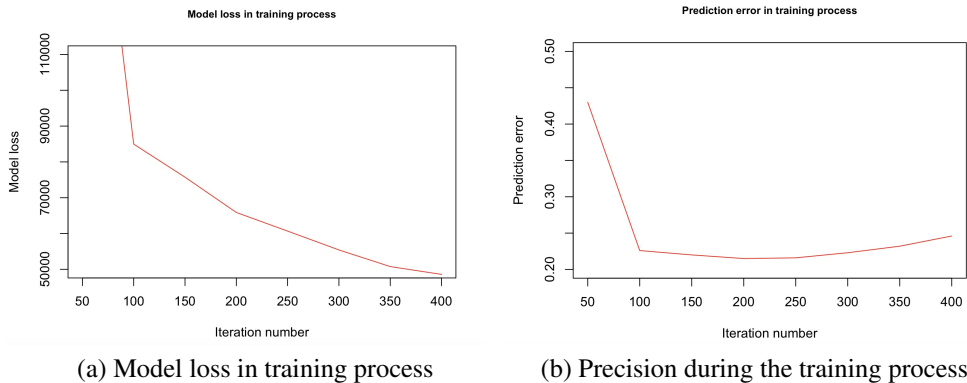 Model loss in training process
110000
90000
70000
50000
Model loss
50 100 150 200 250 300 350 400
Iteration number
(a) Model loss in training process
Prediction error in training process
0.50
0.40
0.30
0.20
Prediction error
50 100 150 200 250 300 350 400
Iteration number
(b) Precision during the training process